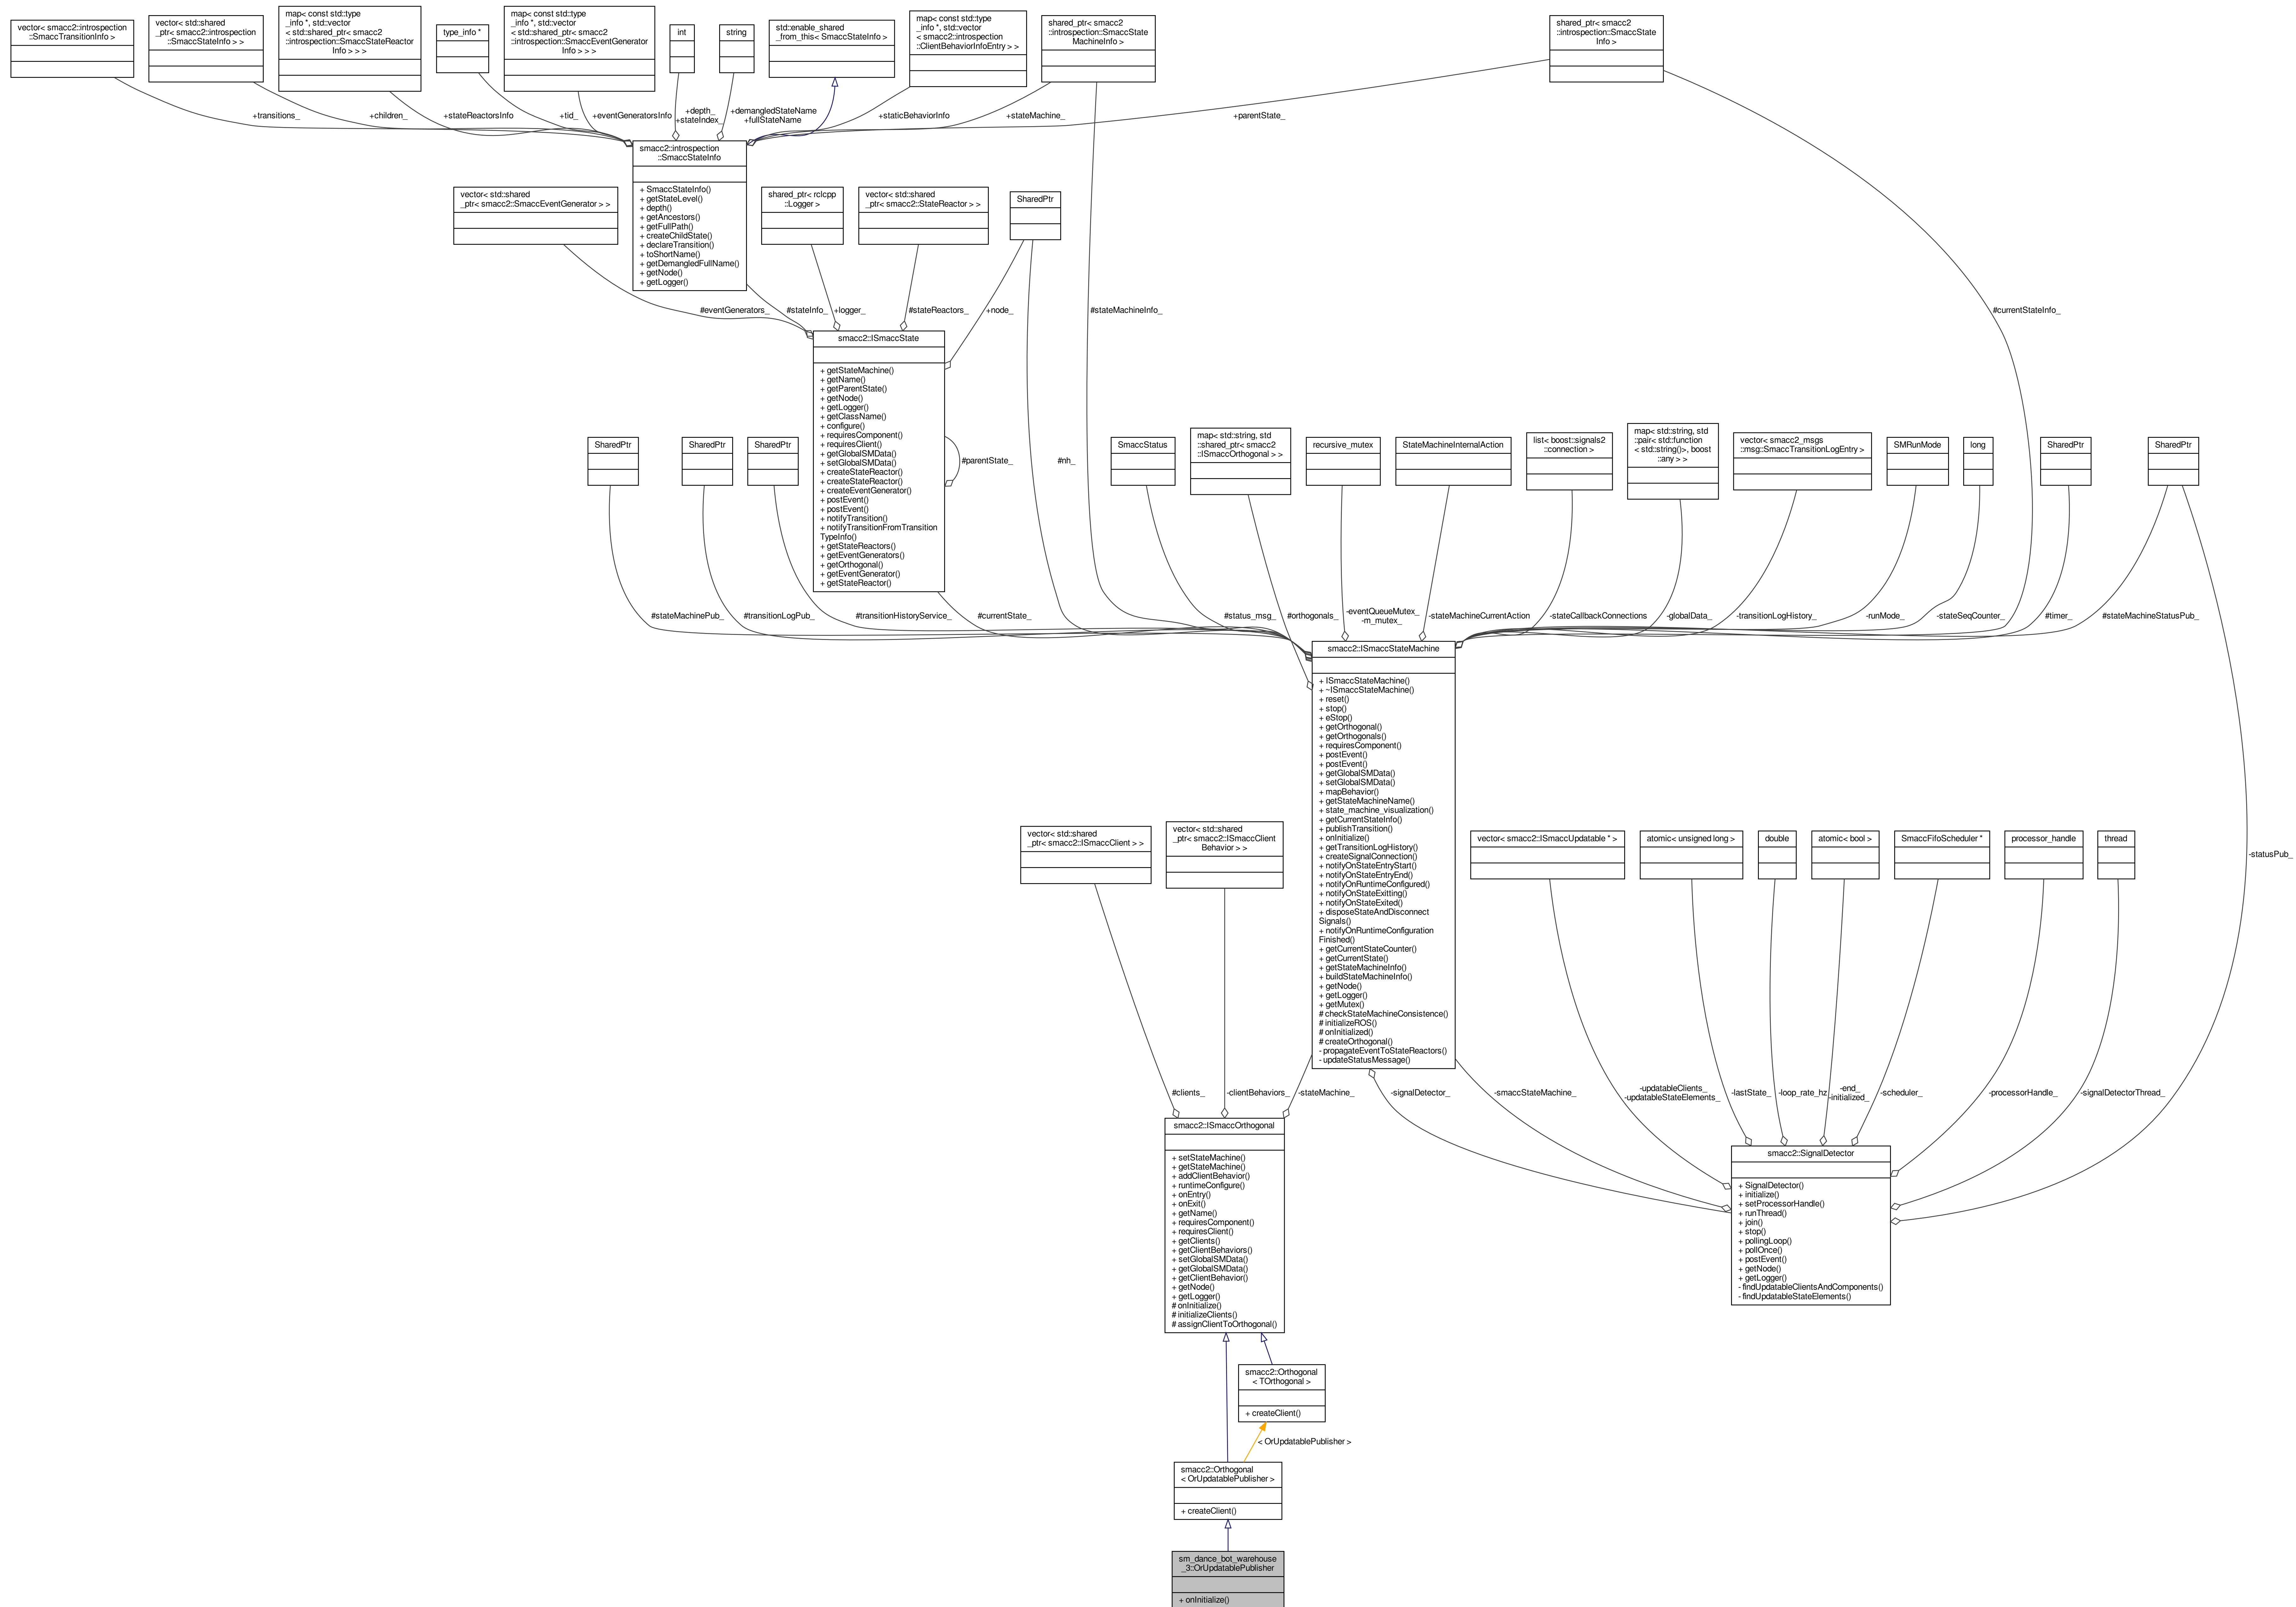 vector< smacc2::introspection
::SmaccTransitionInfo >
vector< std::shared
_ptr< smacc2::introspection
::SmaccStateInfo > >
map< const std::type
_info *, std::vector
< std::shared_ptr< smacc2
::introspection::SmaccStateReactor
Info > > >
type_info *
map< const std::type
_info *, std::vector
< std::shared_ptr< smacc2
::introspection::SmaccEventGenerator
Info > > >
int
string
std::enable_shared
_from_this< SmaccStateInfo >
map< const std::type
_info *, std::vector
< smacc2::introspection
::ClientBehaviorInfoEntry > >
shared_ptr< smacc2
::introspection::SmaccState
MachineInfo >
shared_ptr< smacc2
::introspection::SmaccState
Info >
+transitions_
+children_
+stateReactorsInfo
+tid_
+eventGeneratorsInfo
+depth_
+stateIndex_
+demangledStateName
+fullStateName
+staticBehaviorInfo
+stateMachine_
+parentState_
smacc2::introspection
::SmaccStateInfo
+ SmaccStateInfo()
+ getStateLevel()
+ depth()
+ getAncestors()
+ getFullPath()
+ createChildState()
+ declareTransition()
+ toShortName()
+ getDemangledFullName()
+ getNode()
+ getLogger()
vector< std::shared
_ptr< smacc2::SmaccEventGenerator > >
shared_ptr< rclcpp
::Logger >
vector< std::shared
_ptr< smacc2::StateReactor > >
SharedPtr
#eventGenerators_
#stateInfo_
+logger_
#stateReactors_
+node_
#stateMachineInfo_
#currentStateInfo_
smacc2::ISmaccState
+ getStateMachine()
+ getName()
+ getParentState()
+ getNode()
+ getLogger()
+ getClassName()
+ configure()
+ requiresComponent()
+ requiresClient()
+ getOrthogonal()
+ getGlobalSMData()
+ setGlobalSMData()
+ createStateReactor()
+ createStateReactor()
+ createEventGenerator()
+ postEvent()
+ postEvent()
+ notifyTransition()
+ notifyTransitionFromTransition
TypeInfo()
+ getStateReactors()
+ getEventGenerators()
+ getOrthogonal()
+ getEventGenerator()
+ getStateReactor()
#parentState_
#nh_
SharedPtr
SharedPtr
SharedPtr
SmaccStatus
map< std::string, std
::shared_ptr< smacc2
::ISmaccOrthogonal > >
recursive_mutex
StateMachineInternalAction
list< boost::signals2
::connection >
map< std::string, std
::pair< std::function
< std::string()>, boost
::any > >
vector< smacc2_msgs
::msg::SmaccTransitionLogEntry >
SMRunMode
long
SharedPtr
SharedPtr
#stateMachinePub_
#transitionLogPub_
#transitionHistoryService_
#currentState_
#status_msg_
#orthogonals_
-eventQueueMutex_
-m_mutex_
-stateMachineCurrentAction
-stateCallbackConnections
-globalData_
-transitionLogHistory_
-runMode_
-stateSeqCounter_
#timer_
#stateMachineStatusPub_
smacc2::ISmaccStateMachine
+ ISmaccStateMachine()
+ ~ISmaccStateMachine()
+ reset()
+ stop()
+ eStop()
+ getOrthogonal()
+ getOrthogonals()
+ requiresComponent()
+ postEvent()
+ postEvent()
+ getGlobalSMData()
+ setGlobalSMData()
+ mapBehavior()
+ getStateMachineName()
+ state_machine_visualization()
+ getCurrentStateInfo()
+ publishTransition()
+ onInitialize()
+ getTransitionLogHistory()
+ createSignalConnection()
+ notifyOnStateEntryStart()
+ notifyOnStateEntryEnd()
+ notifyOnRuntimeConfigured()
+ notifyOnStateExitting()
+ notifyOnStateExited()
+ disposeStateAndDisconnect
Signals()
+ notifyOnRuntimeConfiguration
Finished()
+ getCurrentStateCounter()
+ getCurrentState()
+ getStateMachineInfo()
+ buildStateMachineInfo()
+ getNode()
+ getLogger()
+ getMutex()
# checkStateMachineConsistence()
# initializeROS()
# onInitialized()
# createOrthogonal()
- propagateEventToStateReactors()
- updateStatusMessage()
vector< std::shared
_ptr< smacc2::ISmaccClient > >
vector< std::shared
_ptr< smacc2::ISmaccClient
Behavior > >
vector< smacc2::ISmaccUpdatable * >
atomic< unsigned long >
double
atomic< bool >
SmaccFifoScheduler *
processor_handle
thread
-statusPub_
#clients_
-clientBehaviors_
-stateMachine_
-signalDetector_
-smaccStateMachine_
-updatableClients_
-updatableStateElements_
-lastState_
-loop_rate_hz
-end_
-initialized_
-scheduler_
-processorHandle_
-signalDetectorThread_
smacc2::ISmaccOrthogonal
+ setStateMachine()
+ getStateMachine()
+ addClientBehavior()
+ runtimeConfigure()
+ onEntry()
+ onExit()
+ getName()
+ requiresComponent()
+ requiresClient()
+ getClients()
+ getClientBehaviors()
+ setGlobalSMData()
+ getGlobalSMData()
+ getClientBehavior()
+ getNode()
+ getLogger()
# onInitialize()
# initializeClients()
# assignClientToOrthogonal()
smacc2::SignalDetector
+ SignalDetector()
+ initialize()
+ setProcessorHandle()
+ runThread()
+ join()
+ stop()
+ pollingLoop()
+ pollOnce()
+ postEvent()
+ getNode()
+ getLogger()
- findUpdatableClientsAndComponents()
- findUpdatableStateElements()
smacc2::Orthogonal
< TOrthogonal >
+ createClient()
< OrUpdatablePublisher >
smacc2::Orthogonal
< OrUpdatablePublisher >
+ createClient()
sm_dance_bot_warehouse
_3::OrUpdatablePublisher
+ onInitialize()